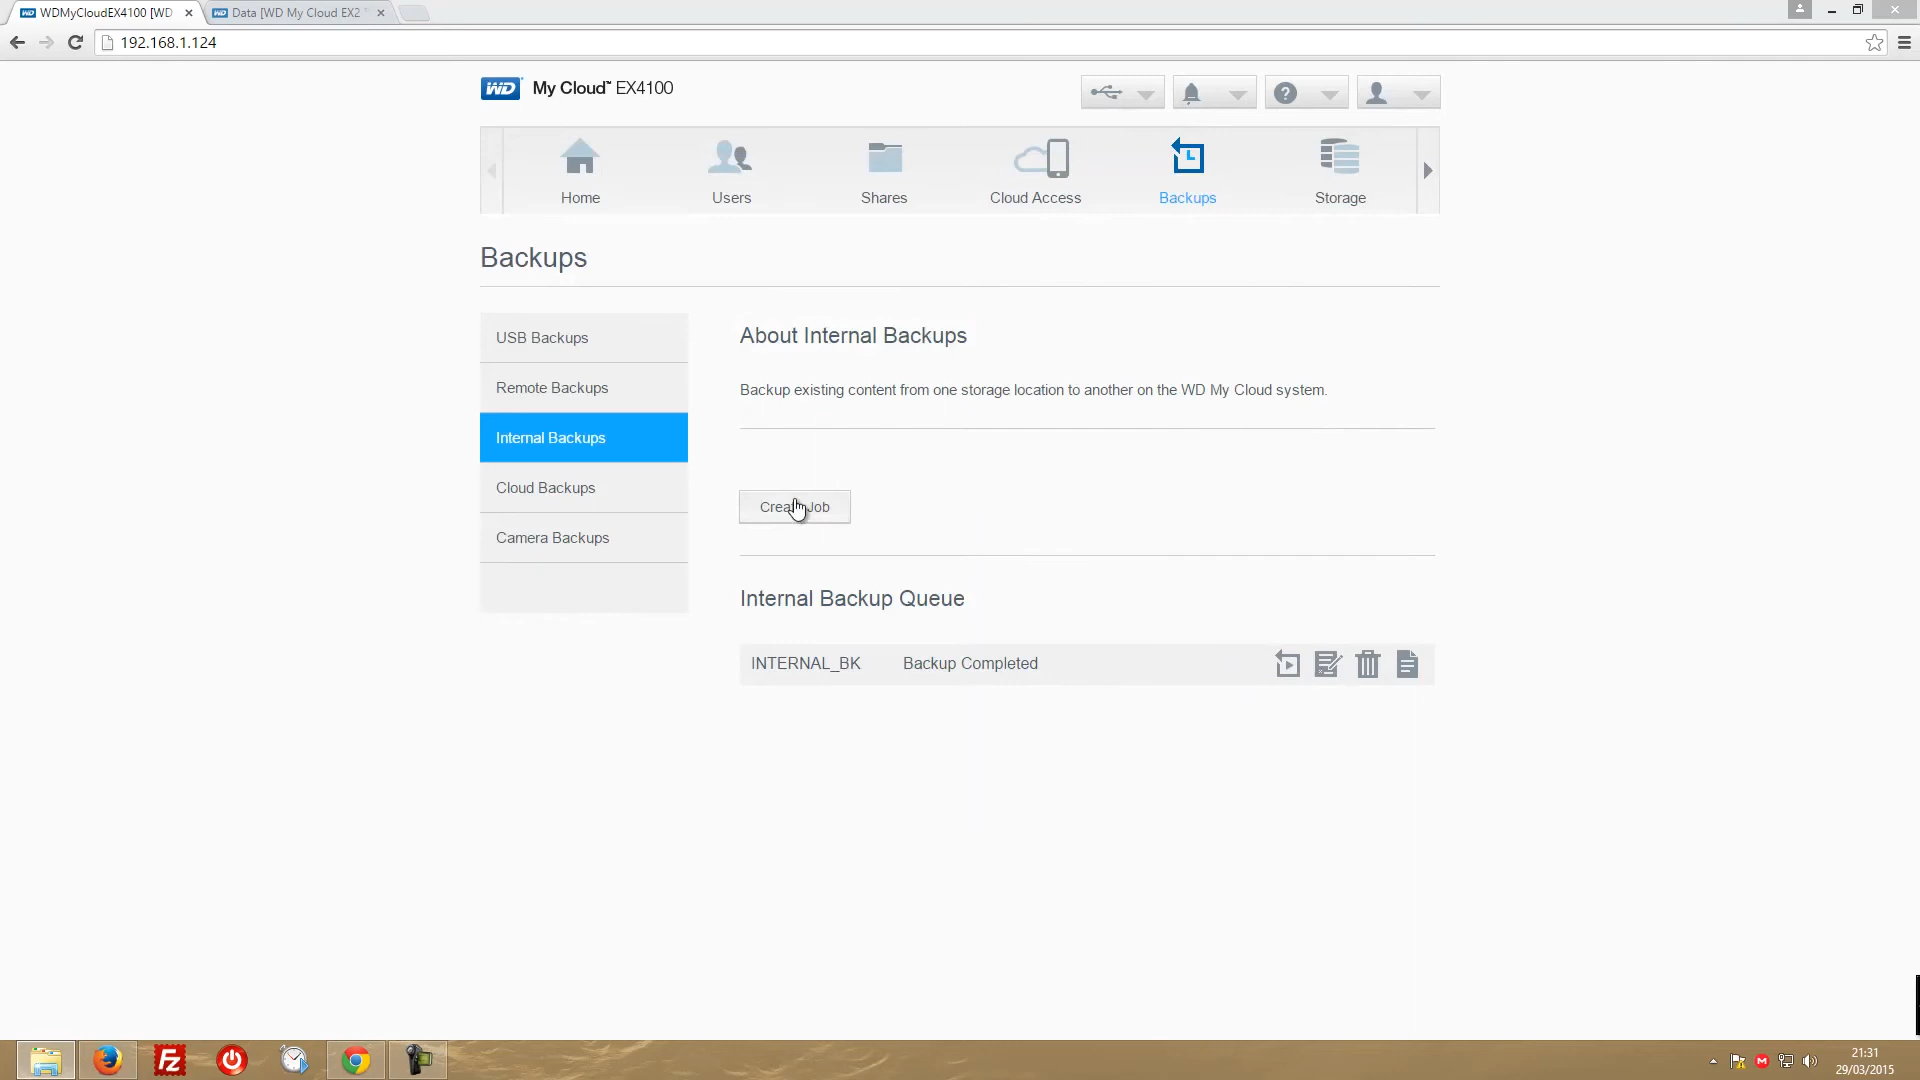 WDMyCloudEX4100 [WD
Data [WD My Cloud EX2
192.168.1.124
WD My Cloud™ EX4100
Home
Users
Shares
Cloud Access
Backups
Storage
Backups
USB Backups
Remote Backups
Internal Backups
Cloud Backups
Camera Backups
About Internal Backups
Backup existing content from one storage location to another on the WD My Cloud system.
Create Job
Internal Backup Queue
INTERNAL_BK Backup Completed
21:31
29/03/2015